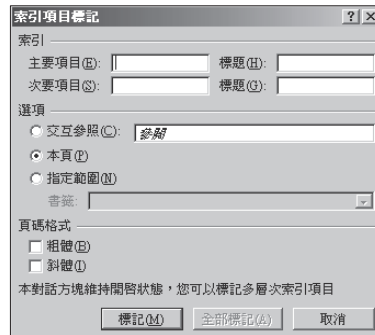 索引項目標記
索引
主要項目(E): 標題(H):
次要項目(S): 標題(G):
選項
交互參照(C): 參閱
本頁(P)
指定範圍(N)
書籤:
頁碼格式
粗體(B)
斜體(I)
本對話方塊維持開啓狀態，您可以標記多層次索引項目
標記(M) 全部標記(A) 取消